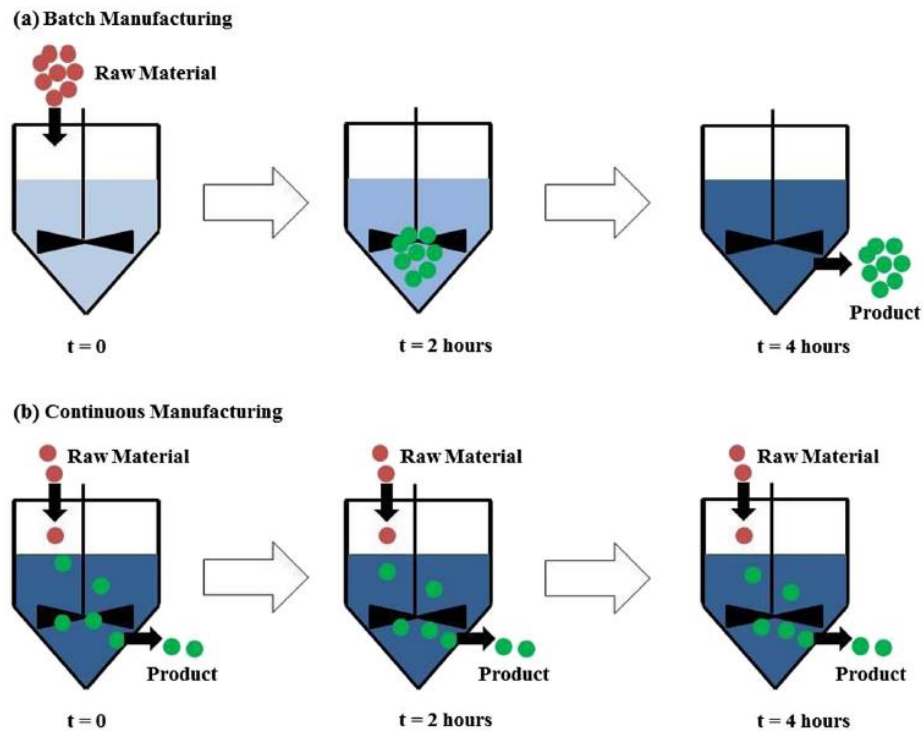 (a) Batch Manufacturing
Raw Material
Product
t = 0
t = 2 hours
t = 4 hours
(b) Continuous Manufacturing
Raw Material
Raw Material
Raw Material
Product
Product
Product
t = 0
t = 2 hours
t = 4 hours